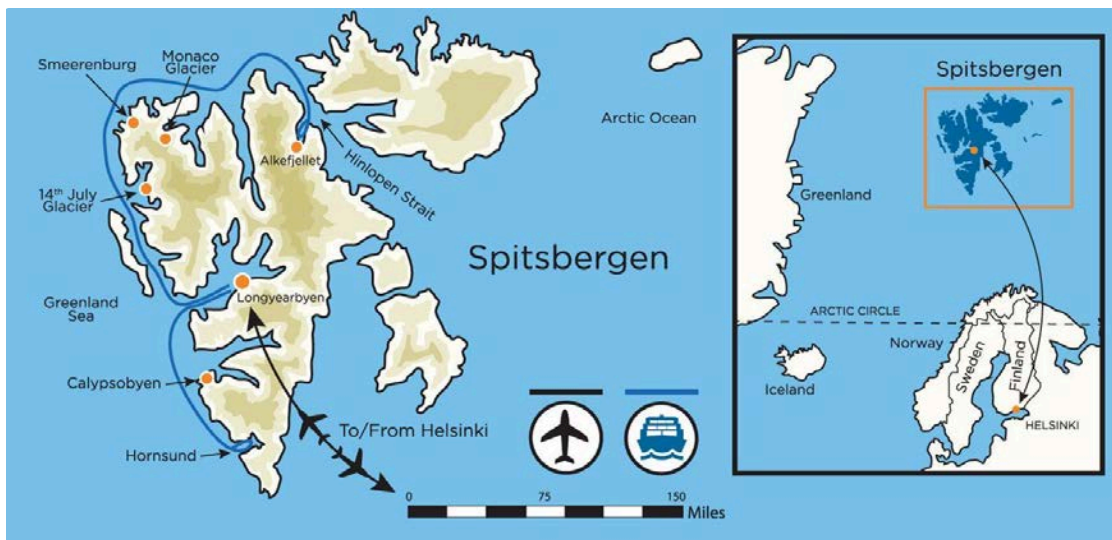 Smeerenburg
Monaco
Glacier
14th July
Glacier
Alkefjellet
Hinlopen Strait
Arctic Ocean
Spitsbergen
Greenland
Sea
Longyearbyen
Calypsobyen
Hornsund
To/From Helsinki
0 75 150
Miles
Spitsbergen
Greenland
ARCTIC CIRCLE
Norway
Iceland
Sweden
Finland
HELSINKI